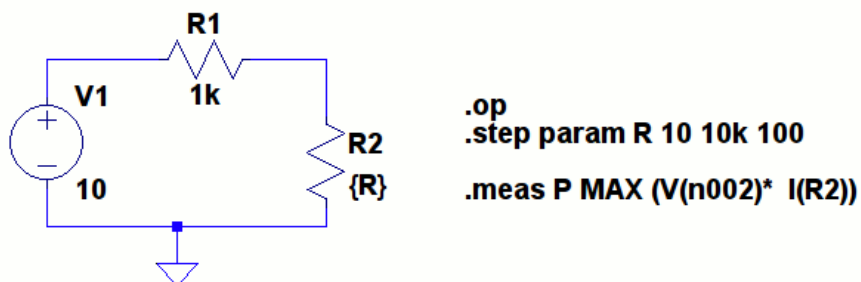 R1
1k
V1
10
R2
{R}
.op
.step param R 10 10k 100
.meas P MAX (V(n002)*  I(R2))